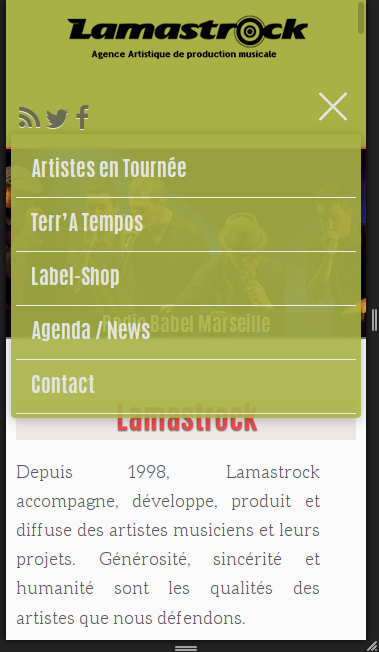 Lamastrock
Agence Artistique de production musicale
Artistes en Tournée
Terr’A Tempos
Label-Shop
Radio Babel Marseille
Agenda / News
Contact
Lamastrock
Depuis 1998, Lamastrock
accompagne, développe, produit et
diffuse des artistes musiciens et leurs
projets. Générosité, sincérité et
humanité sont les qualités des
artistes que nous défendons.